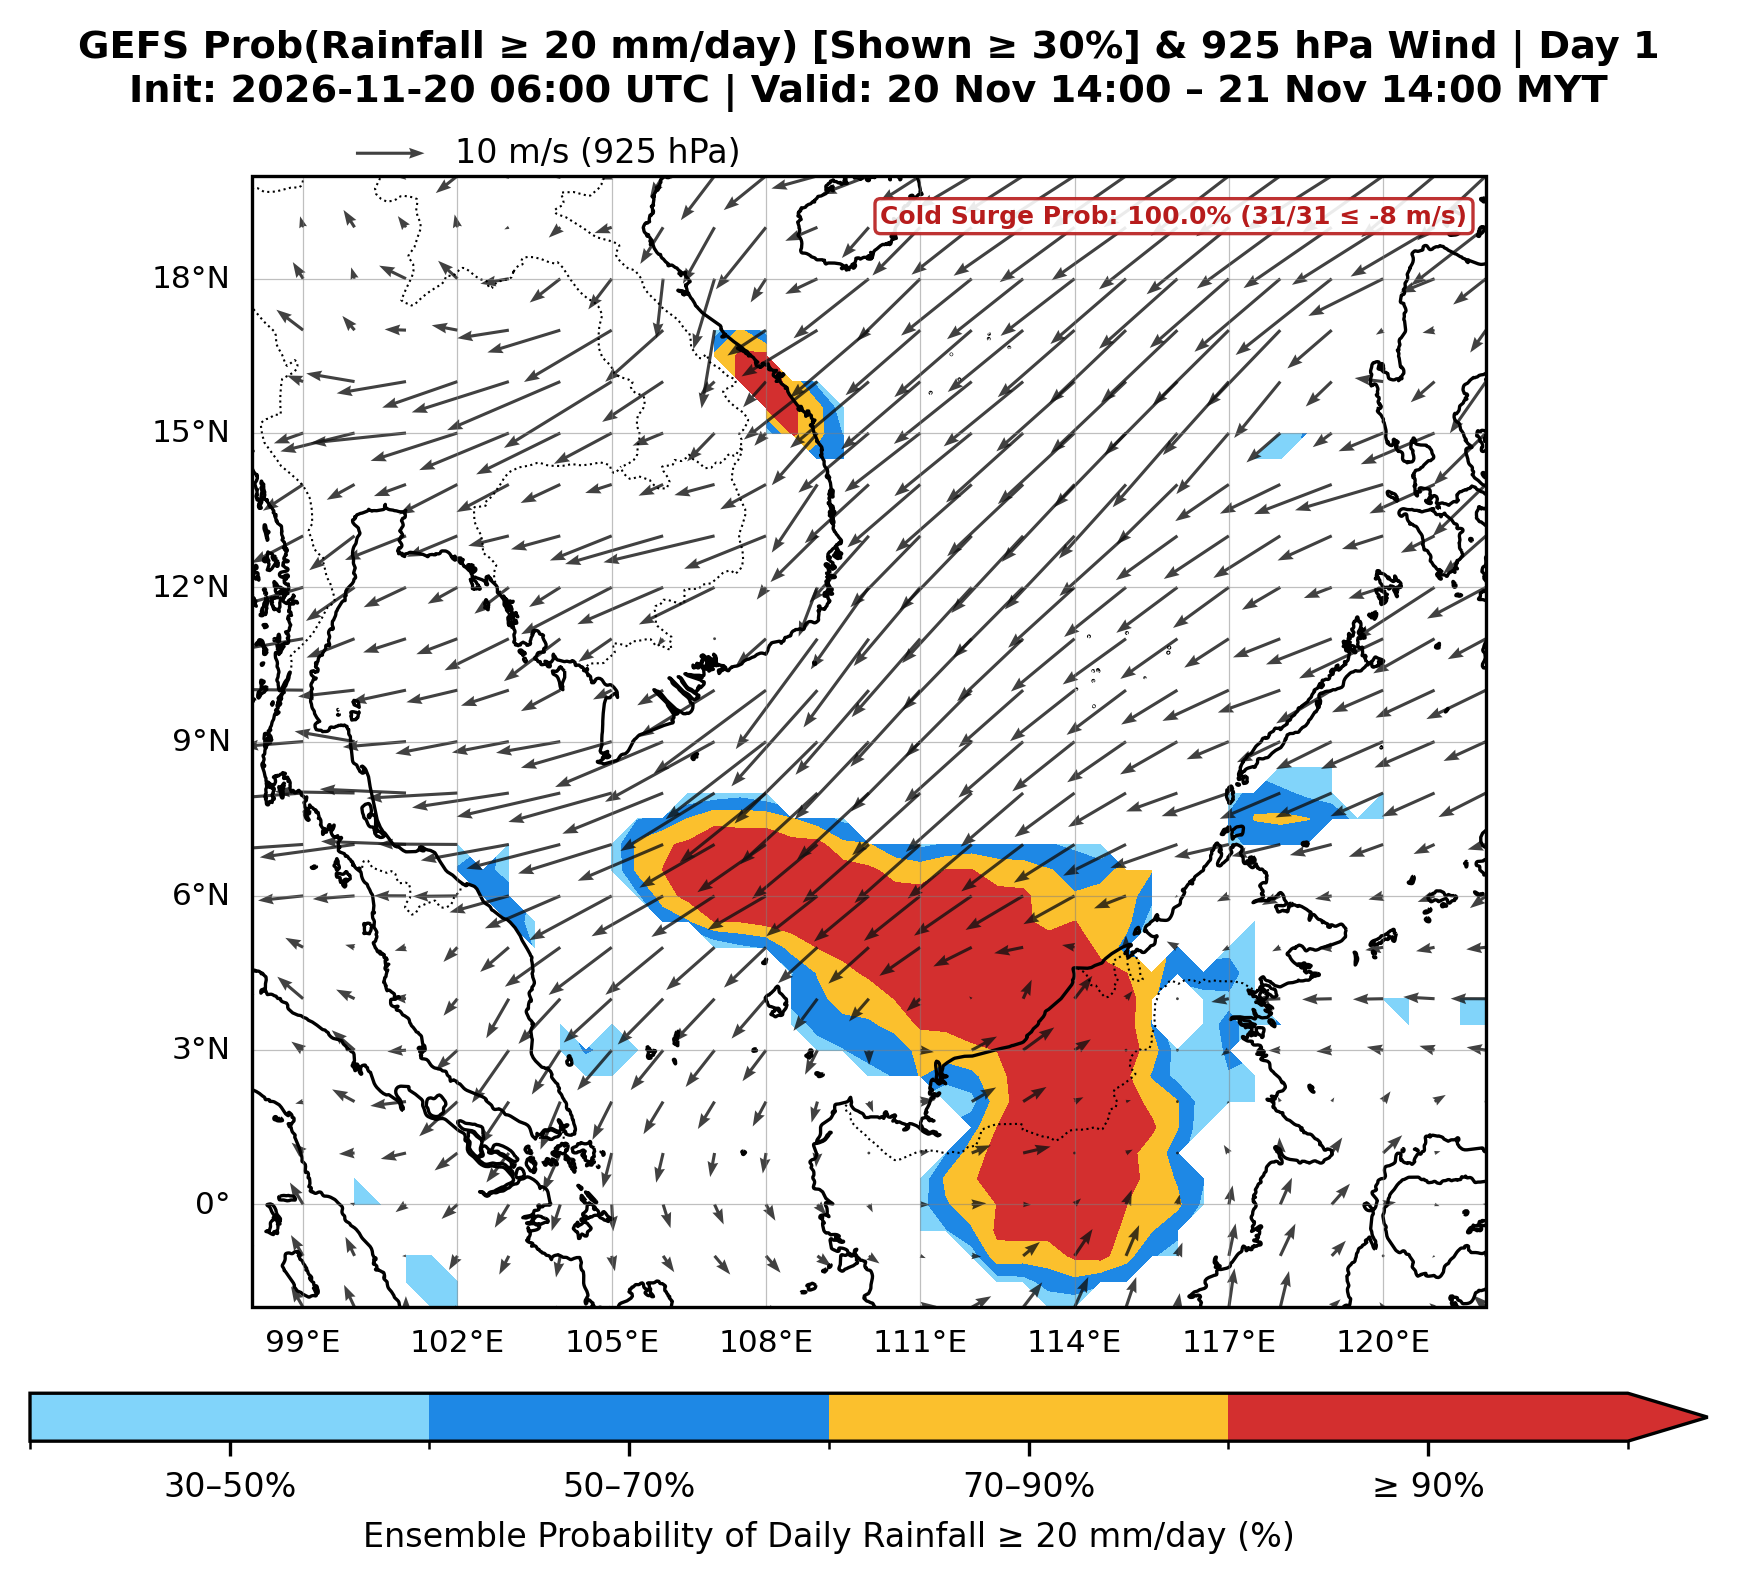 GEFS Prob(Rainfall ≥ 20 mm/day) [Shown ≥ 30%] & 925 hPa Wind | Day 1
Init: 2026-11-20 06:00 UTC | Valid: 20 Nov 14:00 – 21 Nov 14:00 MYT
10 m/s (925 hPa)
Cold Surge Prob: 100.0% (31/31 ≤ -8 m/s)
18°N
15°N
12°N
9°N
6°N
3°N
0°
99°E 102°E 105°E 108°E 111°E 114°E 117°E 120°E
30–50% 50–70% 70–90% ≥ 90%
Ensemble Probability of Daily Rainfall ≥ 20 mm/day (%)